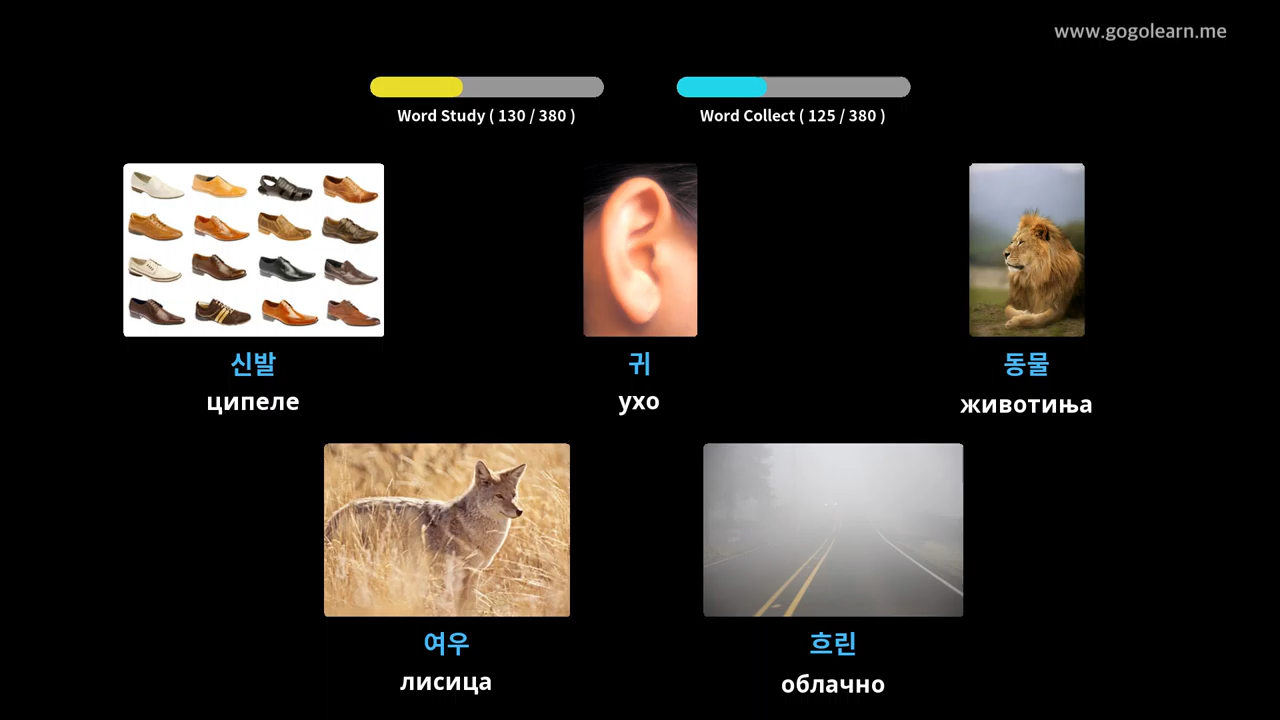 www.gogolearn.me
Word Study ( 130 / 380 )
Word Collect ( 125 / 380 )
신발
ципеле
귀
ухо
동물
животиња
여우
лисица
흐린
облачно